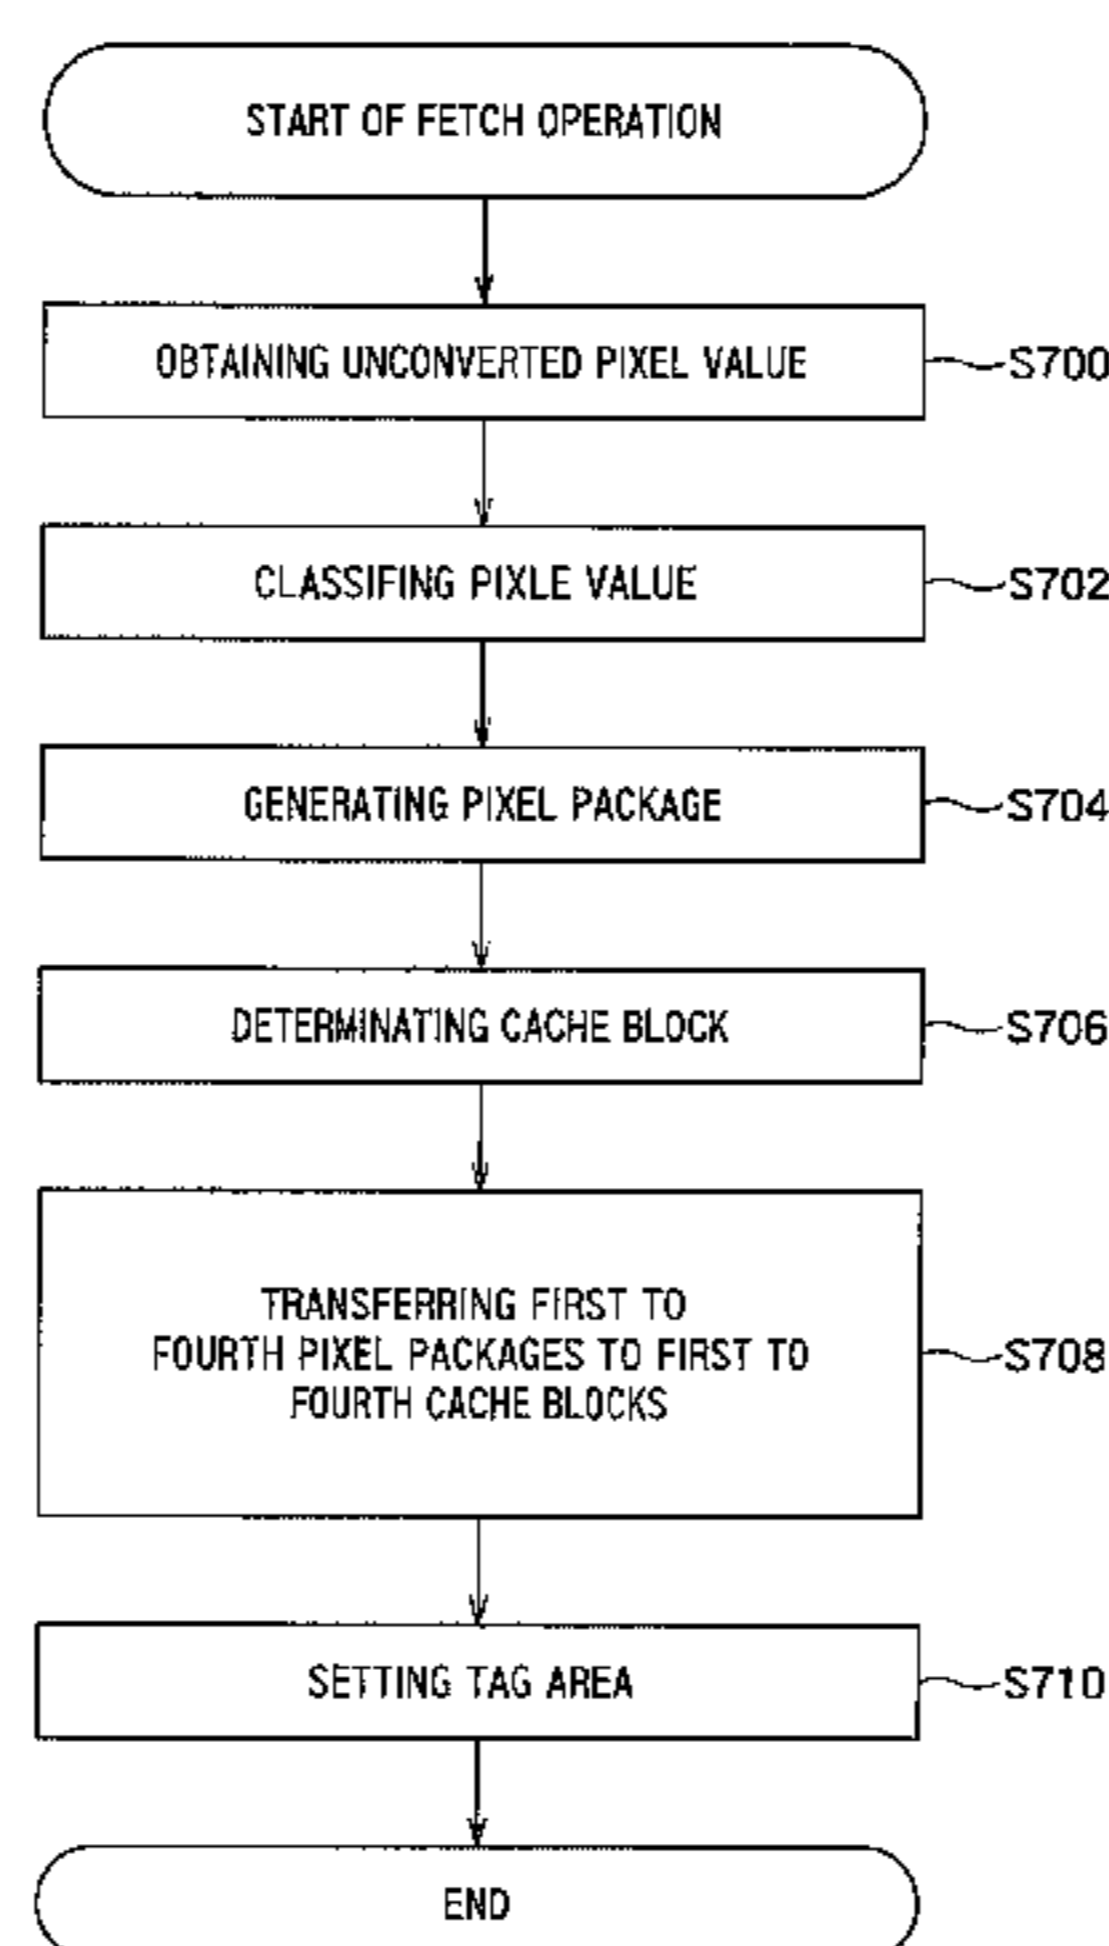 START OF FETCH OPERATION
OBTAINING UNCONVERTED PIXEL VALUE
S700
CLASSIFING PIXLE VALUE
S702
GENERATING PIXEL PACKAGE
S704
DETERMINATING CACHE BLOCK
S706
TRANSFERRING FIRST TO
FOURTH PIXEL PACKAGES TO FIRST TO
FOURTH CACHE BLOCKS
S708
SETTING TAG AREA
S710
END